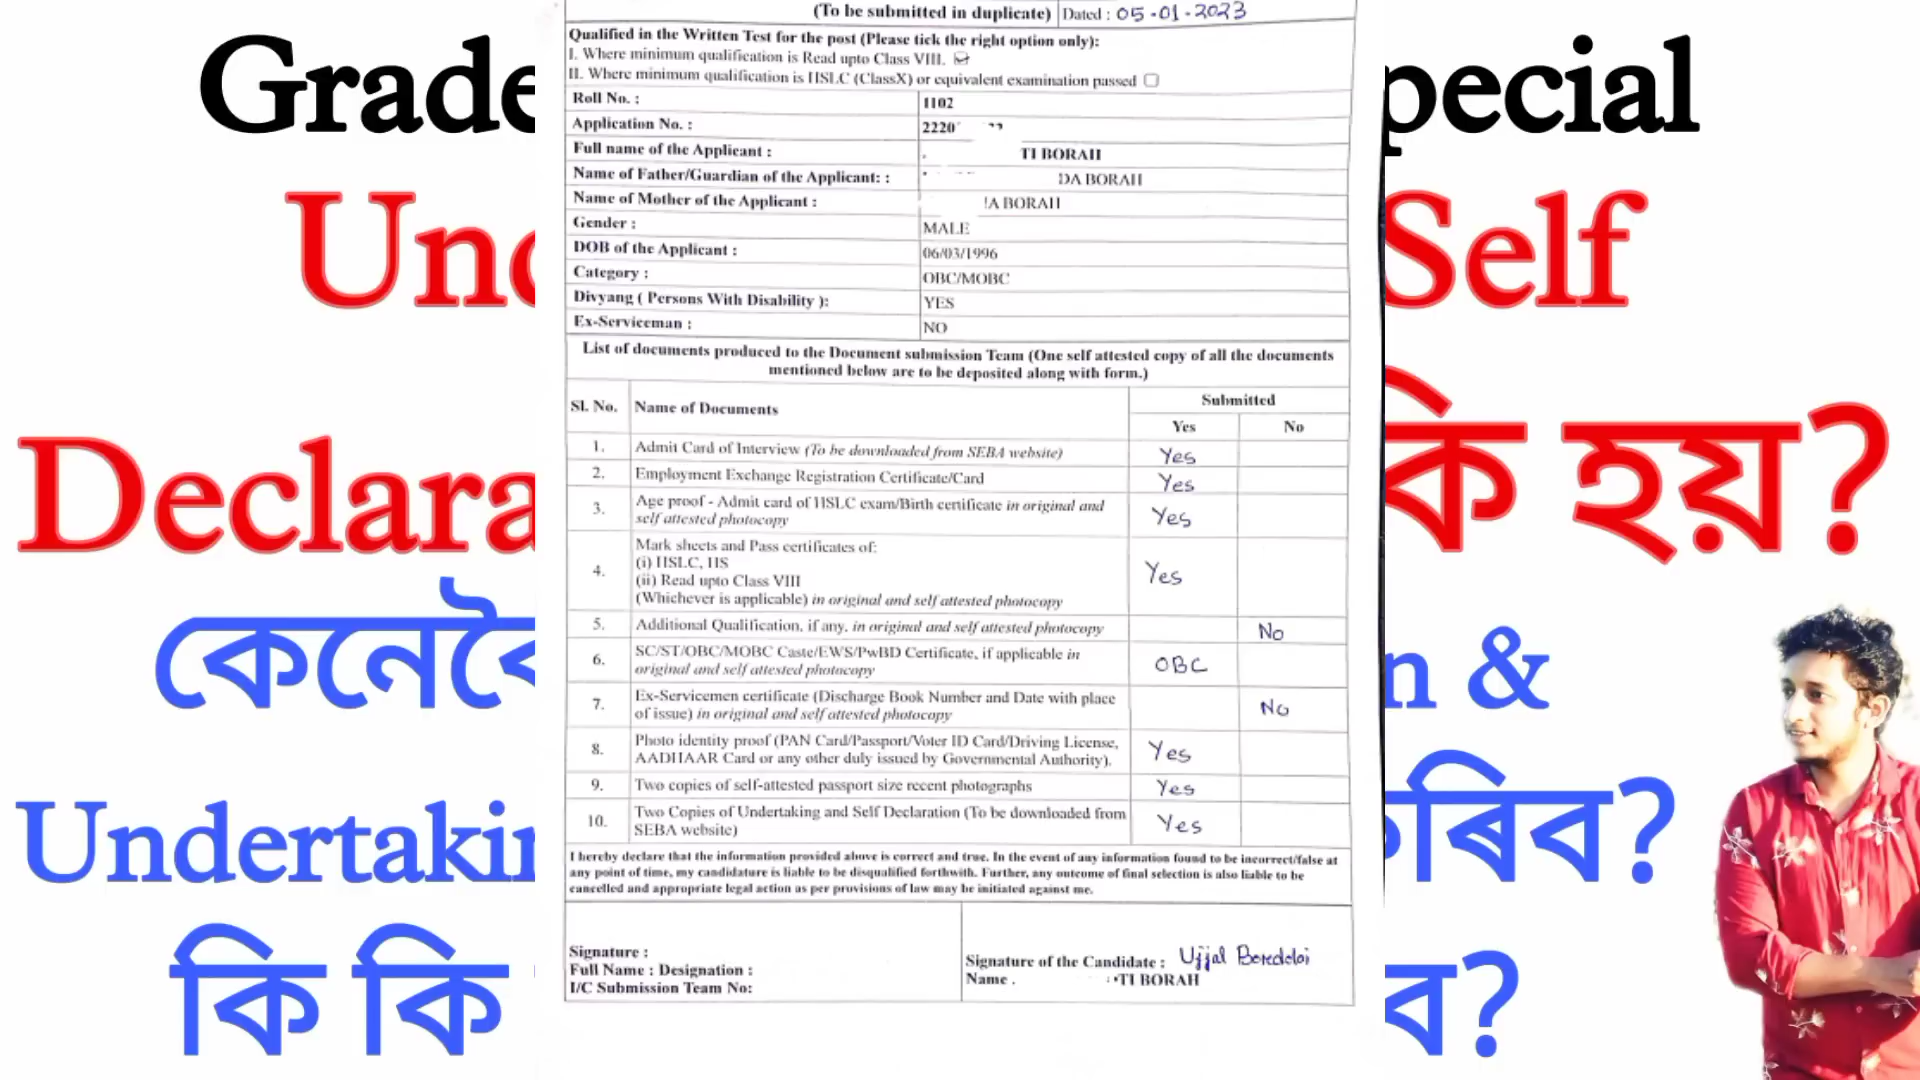 Grade
pecial
Und
Self
Declara
কি হয়?
কেনেবৈ
n &
Undertakin
কৰিব?
কি কি
ব?
(To be submitted in duplicate) Dated : 05-01-2023
Qualified in the Written Test for the post (Please tick the right option only):
I. Where minimum qualification is Read upto Class VIII.
II. Where minimum qualification is HSLC (ClassX) or equivalent examination passed
Roll No. : 1102
Application No. : 2220
Full name of the Applicant : TI BORAH
Name of Father/Guardian of the Applicant: : DA BORAH
Name of Mother of the Applicant : A BORAH
Gender : MALE
DOB of the Applicant : 06/03/1996
Category : OBC/MOBC
Divyang ( Persons With Disability ): YES
Ex-Serviceman : NO
List of documents produced to the Document submission Team (One self attested copy of all the documents
mentioned below are to be deposited along with form.)
Sl. No. Name of Documents Submitted
Yes No
1. Admit Card of Interview (To be downloaded from SEBA website) Yes
2. Employment Exchange Registration Certificate/Card Yes
3. Age proof - Admit card of HSLC exam/Birth certificate in original and
self attested photocopy Yes
4. Mark sheets and Pass certificates of:
(i) HSLC, HS
(ii) Read upto Class VIII Yes
(Whichever is applicable) in original and self attested photocopy
5. Additional Qualification, if any, in original and self attested photocopy No
6. SC/ST/OBC/MOBC Caste/EWS/PwBD Certificate, if applicable in
original and self attested photocopy OBC
7. Ex-Servicemen certificate (Discharge Book Number and Date with place
of issue) in original and self attested photocopy No
8. Photo identity proof (PAN Card/Passport/Voter ID Card/Driving License,
AADHAAR Card or any other duly issued by Governmental Authority). Yes
9. Two copies of self-attested passport size recent photographs Yes
10. Two Copies of Undertaking and Self Declaration (To be downloaded from
SEBA website) Yes
I hereby declare that the information provided above is correct and true. In the event of any information found to be incorrect/false at
any point of time, my candidature is liable to be disqualified forthwith. Further, any outcome of final selection is also liable to be
cancelled and appropriate legal action as per provisions of law may be initiated against me.
Signature :
Full Name : Designation :
I/C Submission Team No:
Signature of the Candidate : Ujjal Boredoloi
Name . TI BORAH